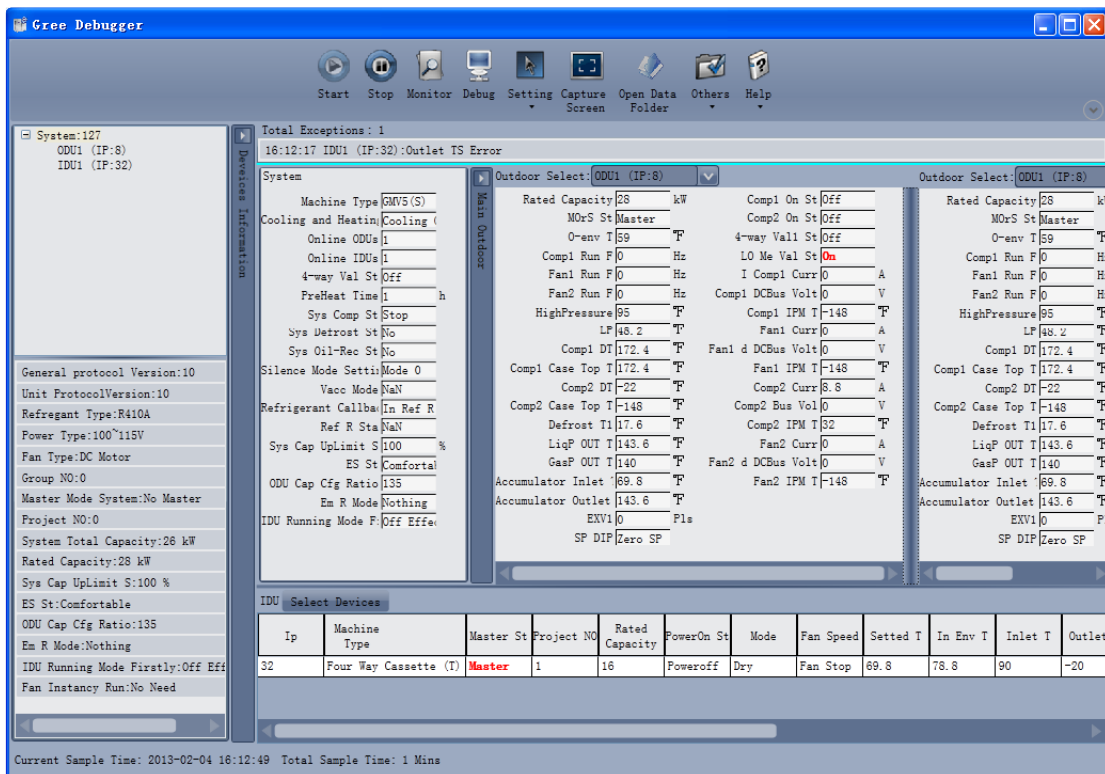 Gree Debugger
Start Stop Monitor Debug Setting Capture Screen Open Data Folder Others Help
System:127
ODU1 (IP:8)
IDU1 (IP:32)
Deveices Information
General protocol Version:10
Unit ProtocolVersion:10
Refregant Type:R410A
Power Type:100~115V
Fan Type:DC Motor
Group NO:0
Master Mode System:No Master
Project NO:0
System Total Capacity:26 kW
Rated Capacity:28 kW
Sys Cap UpLimit S:100 %
ES St:Comfortable
ODU Cap Cfg Ratio:135
Em R Mode:Nothing
IDU Running Mode Firstly:Off Eff
Fan Instancy Run:No Need
Total Exceptions: 1
16:12:17 IDU1 (IP:32):Outlet TS Error
System
Machine Type GMV5(S)
Cooling and Heating Cooling (
Online ODUs 1
Online IDUs 1
4-way Val St Off
PreHeat Time 1 h
Sys Comp St Stop
Sys Defrost St No
Sys Oil-Rec St No
Silence Mode Settin Mode 0
Vacc Mode NaN
Refrigerant Callba In Ref R
Ref R Sta NaN
Sys Cap UpLimit S 100 %
ES St Comforta
ODU Cap Cfg Ratio 135
Em R Mode Nothing
IDU Running Mode F: Off Effe
Main Outdoor
Outdoor Select: ODU1 (IP:8)
Rated Capacity 28 kW
MOrS St Master
O-env T 59 ℉
Comp1 Run F 0 Hz
Fan1 Run F 0 Hz
Fan2 Run F 0 Hz
HighPressure 95 ℉
LP 48.2 ℉
Comp1 DT 172.4 ℉
Comp1 Case Top T 172.4 ℉
Comp2 DT -22 ℉
Comp2 Case Top T -148 ℉
Defrost T1 17.6 ℉
LiqP OUT T 143.6 ℉
GasP OUT T 140 ℉
Accumulator Inlet T 69.8 ℉
Accumulator Outlet 143.6 ℉
EXV1 0 Pls
SP DIP Zero SP
Comp1 On St Off
Comp2 On St Off
4-way Val1 St Off
LO Me Val St On
I Comp1 Curr 0 A
Comp1 DCBus Volt 0 V
Comp1 IPM T -148 ℉
Fan1 Curr 0 A
Fan1 d DCBus Volt 0 V
Fan1 IPM T -148 ℉
Comp2 Curr 8.8 A
Comp2 Bus Vol 0 V
Comp2 IPM T 32 ℉
Fan2 Curr 0 A
Fan2 d DCBus Volt 0 V
Fan2 IPM T -148 ℉
Outdoor Select: ODU1 (IP:8)
Rated Capacity 28 kW
MOrS St Master
O-env T 59 ℉
Comp1 Run F 0 Hz
Fan1 Run F 0 Hz
Fan2 Run F 0 Hz
HighPressure 95 ℉
LP 48.2 ℉
Comp1 DT 172.4 ℉
Comp1 Case Top T 172.4 ℉
Comp2 DT -22 ℉
Comp2 Case Top T -148 ℉
Defrost T1 17.6 ℉
LiqP OUT T 143.6 ℉
GasP OUT T 140 ℉
Accumulator Inlet T 69.8 ℉
Accumulator Outlet 143.6 ℉
EXV1 0 P
SP DIP Zero SP
IDU Select Devices
Ip Machine Type Master St Project NO Rated Capacity PowerOn St Mode Fan Speed Setted T In Env T Inlet T Outlet
32 Four Way Cassette (T) Master 1 16 Poweroff Dry Fan Stop 69.8 78.8 90 -20
Current Sample Time: 2013-02-04 16:12:49 Total Sample Time: 1 Mins